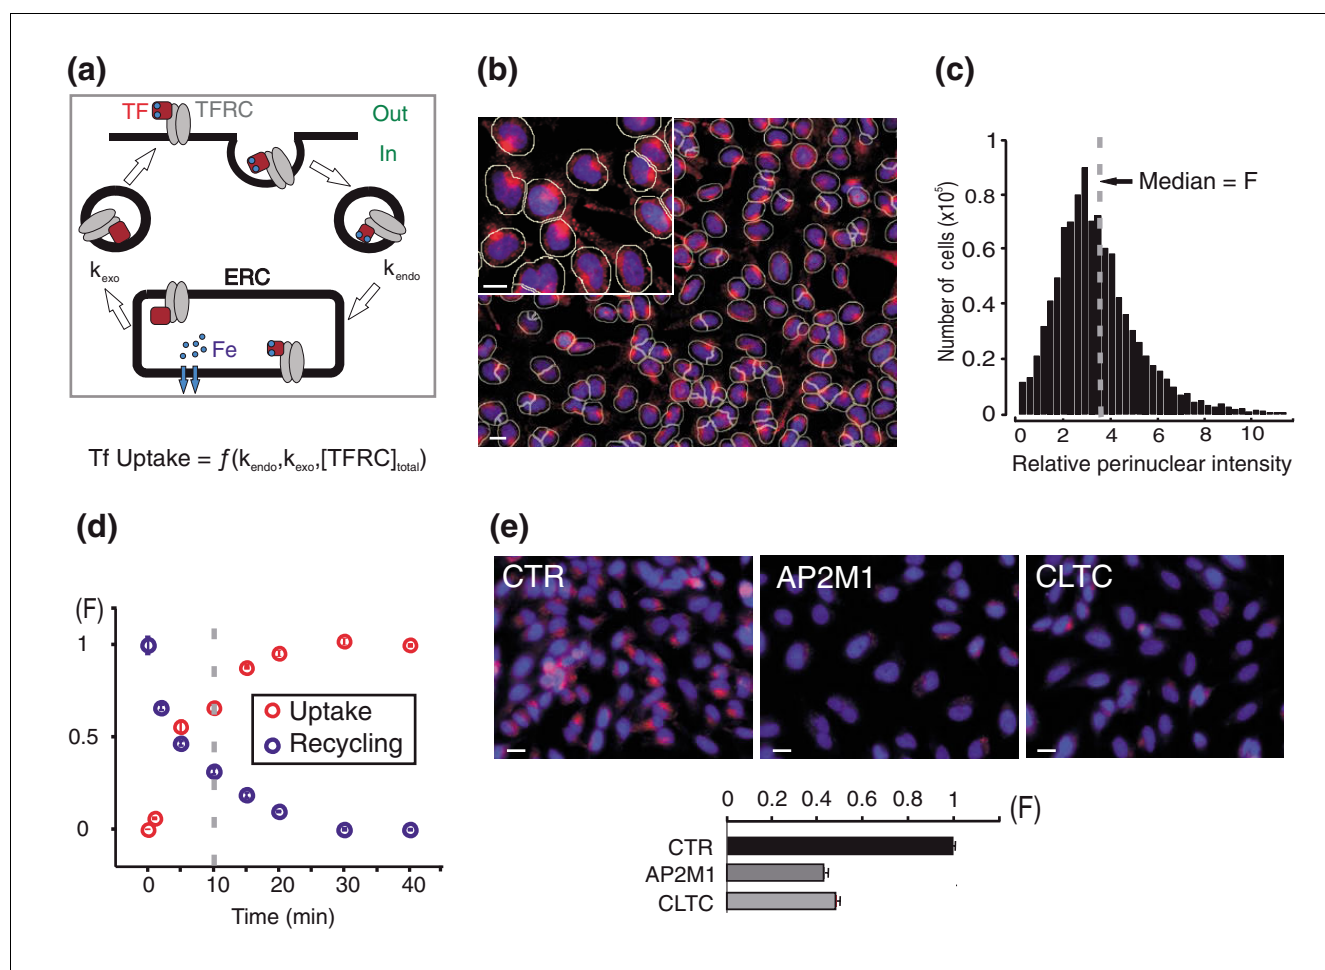 (a)
TF
TFRC
Out
In
k_exo
k_endo
ERC
Fe
Tf Uptake = ƒ(k_endo,k_exo,[TFRC]_total)
(b)
(c)
Number of cells (x10⁵)
1
0.8
0.6
0.4
0.2
0
Median = F
0 2 4 6 8 10
Relative perinuclear intensity
(d)
(F)
1
0.5
0
Uptake
Recycling
0 10 20 30 40
Time (min)
(e)
CTR
AP2M1
CLTC
0 0.2 0.4 0.6 0.8 1
(F)
CTR
AP2M1
CLTC